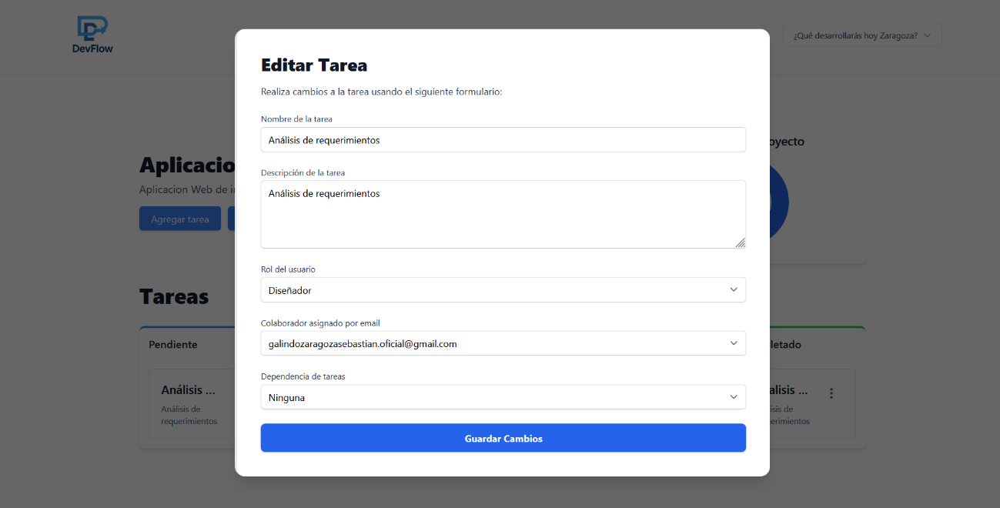 DevFlow
¿Qué desarrollarás hoy Zaragoza?
Editar Tarea
Realiza cambios a la tarea usando el siguiente formulario:
Nombre de la tarea
Análisis de requerimientos
Descripción de la tarea
Análisis de requerimientos
Rol del usuario
Diseñador
Colaborador asignado por email
galindozaragozasebastian.oficial@gmail.com
Dependencia de tareas
Ninguna
Guardar Cambios
Aplicacio
Aplicacion Web de i
Agregar tarea
oyecto
Tareas
Pendiente
Análisis ...
Análisis de
requerimientos
letado
alisis ...
isis de
erimientos